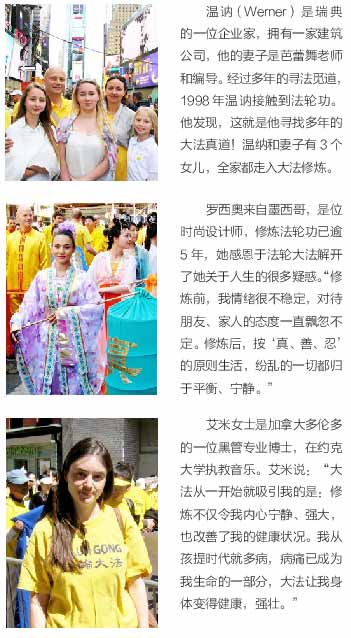 温讷（Werner）是瑞典
的一位企业家，拥有一家建筑
公司，他的妻子是芭蕾舞老师
和编导。经过多年的寻法觅道，
1998年温讷接触到法轮功。
他发现，这就是他寻找多年的
大法真道！温纳和妻子有3个
女儿，全家都走入大法修炼。
罗西奥来自墨西哥，是位
时尚设计师，修炼法轮功已逾
5年，她感恩于法轮大法解开
了她关于人生的很多疑惑。“修
炼前，我情绪很不稳定，对待
朋友、家人的态度一直飘忽不
定。修炼后，按‘真、善、忍’
的原则生活，纷乱的一切都归
于平衡、宁静。”
艾米女士是加拿大多伦多
的一位黑管专业博士，在约克
大学执教音乐。艾米说：“大
法从一开始就吸引我的是：修
炼不仅令我内心宁静、强大，
也改善了我的健康状况。我从
孩提时代就多病，病痛已成为
我生命的一部分，大法让我身
体变得健康，强壮。”
GONG
大法